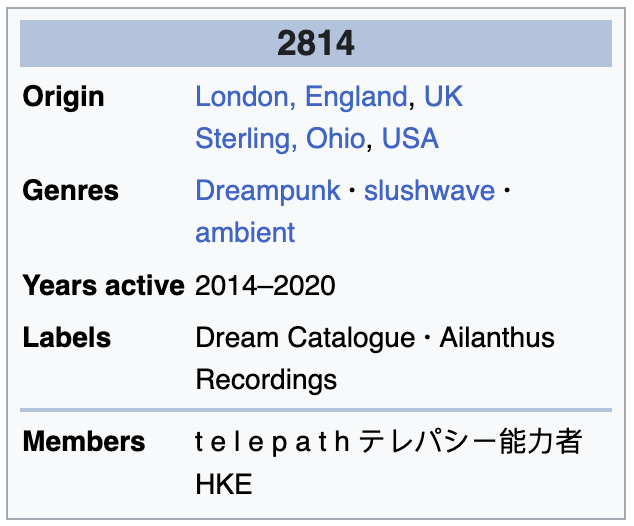 2814
Origin London, England, UK
Sterling, Ohio, USA
Genres Dreampunk · slushwave ·
ambient
Years active 2014–2020
Labels Dream Catalogue · Ailanthus
Recordings
Members t e l e p a t h テレパシー能力者
HKE